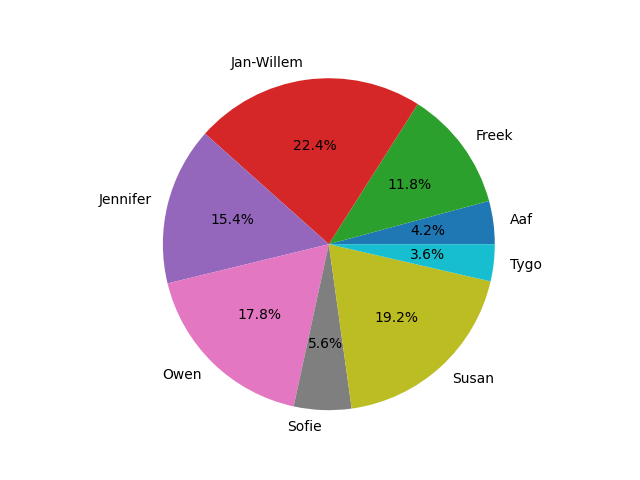 Jan-Willem
22.4%
Freek
11.8%
Jennifer
15.4%
Aaf
4.2%
Tygo
3.6%
Owen
17.8%
Sofie
5.6%
Susan
19.2%